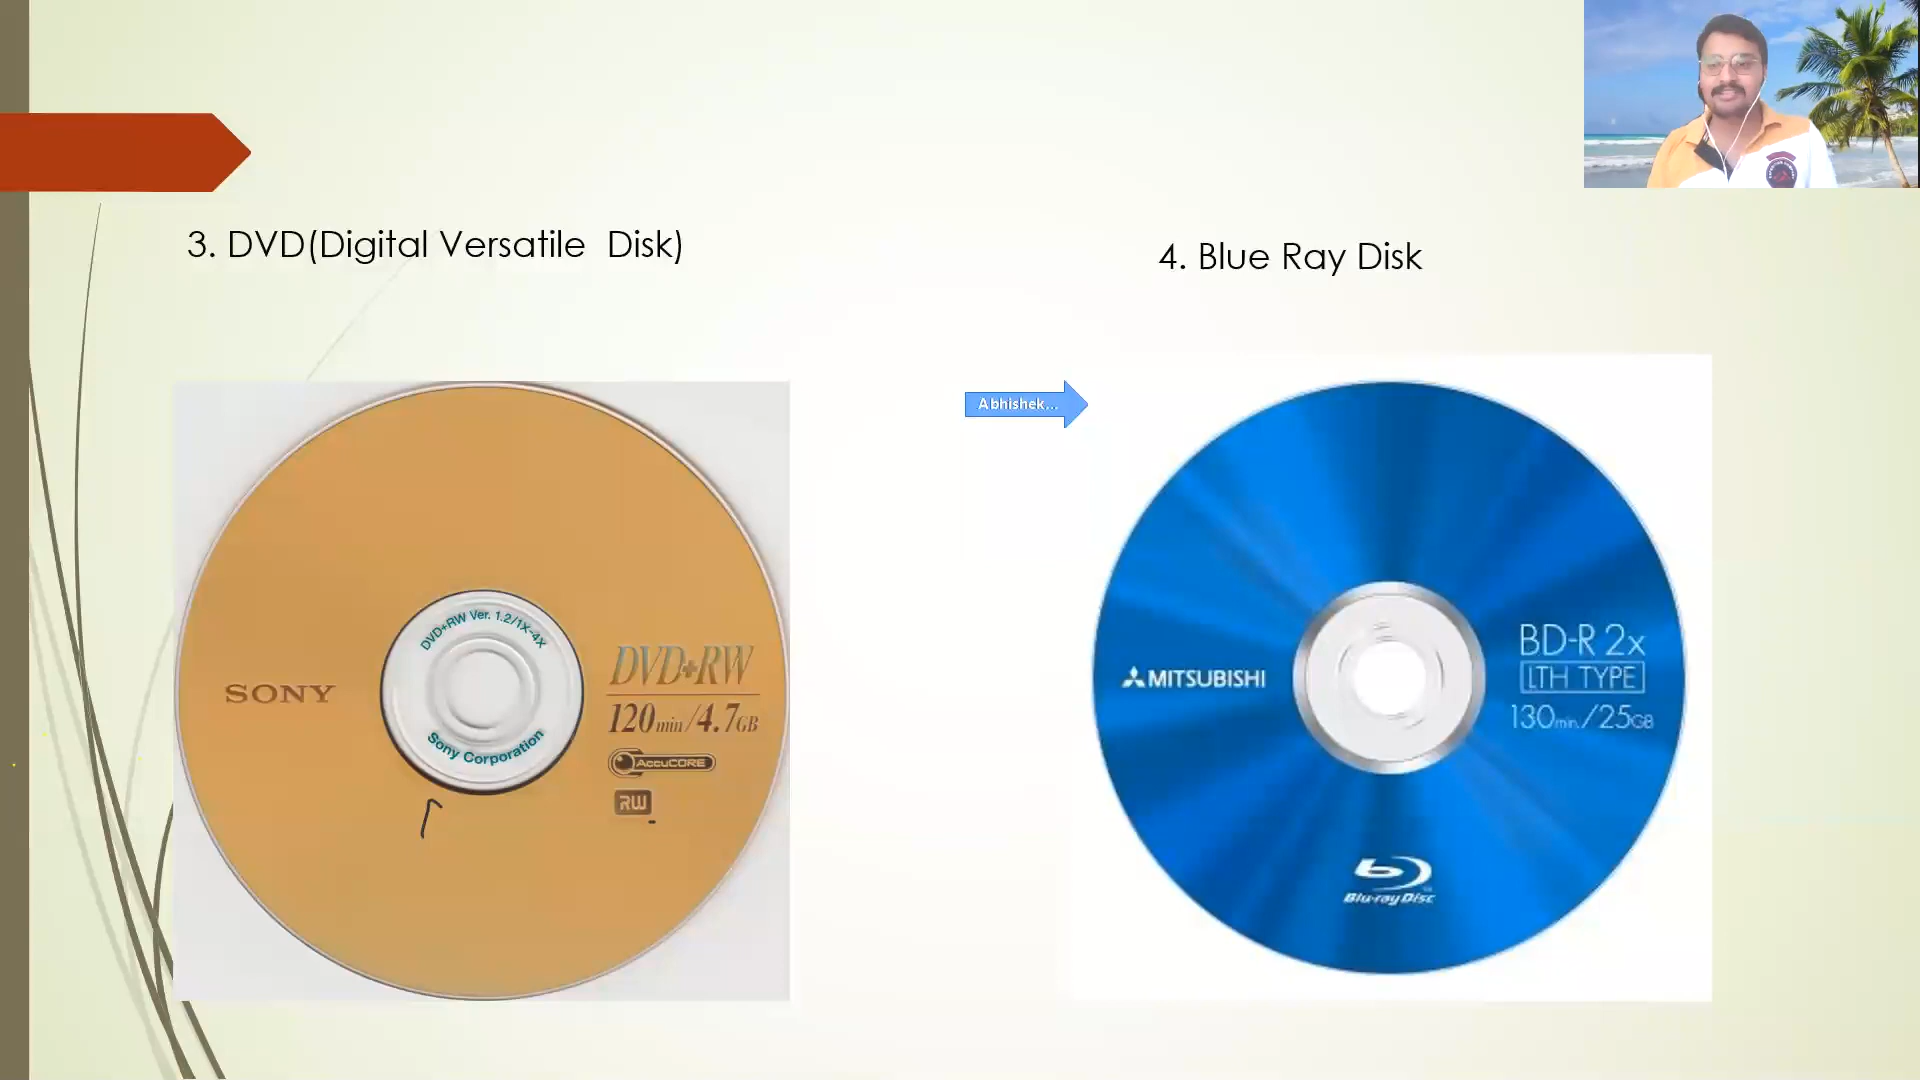 3. DVD(Digital Versatile Disk)
4. Blue Ray Disk
Abhishek...
DVD+RW Ver. 1.2/1X-4X
SONY
Sony Corporation
DVD+RW
120min/4.7GB
AccuCORE
RW
MITSUBISHI
BD-R 2x
LTH TYPE
130min./25GB
Blu-ray Disc